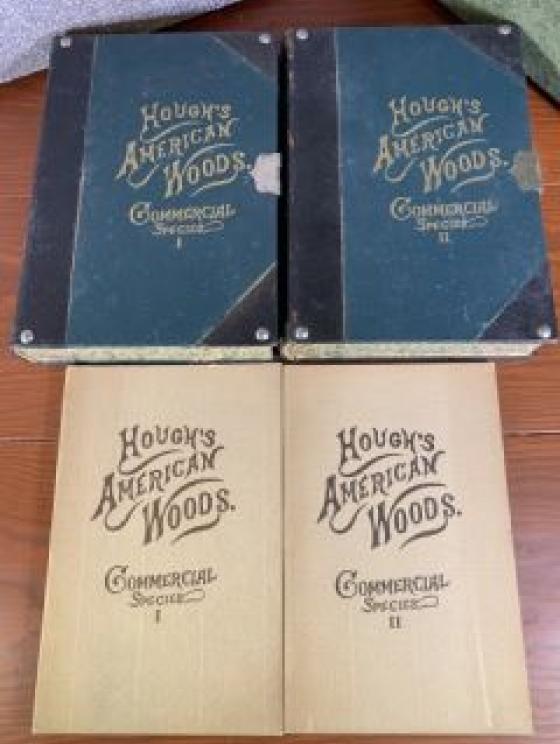 HOUGH'S
AMERICAN
WOODS.
COMMERCIAL
SPECIES
I
HOUGH'S
AMERICAN
WOODS.
COMMERCIAL
SPECIES
II
HOUGH'S
AMERICAN
WOODS.
COMMERCIAL
SPECIES
I
HOUGH'S
AMERICAN
WOODS.
COMMERCIAL
SPECIES
II